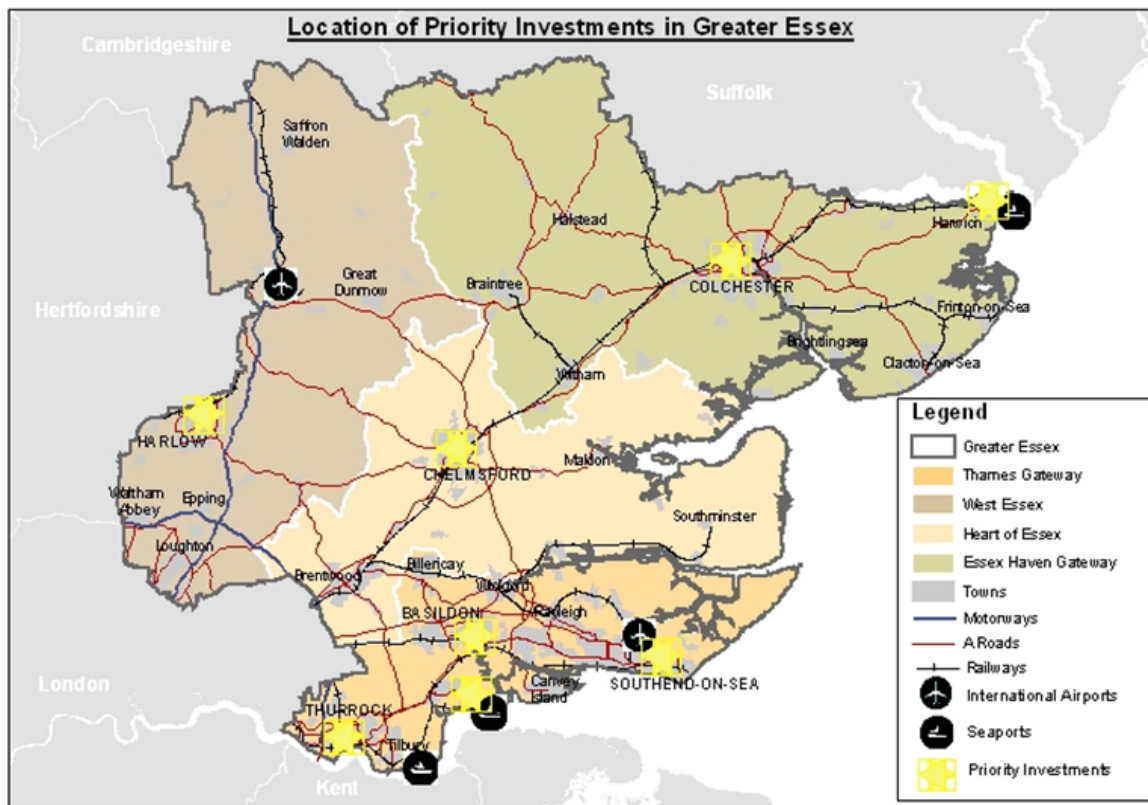 Location of Priority Investments in Greater Essex
Cambridgeshire
Suffolk
Saffron
Walden
Halstead
Harwich
Great
Dunmow
Braintree
COLCHESTER
Hertfordshire
Frinton-on-Sea
Brightlingsea
Clacton-on-Sea
Witham
HARLOW
CHELMSFORD
Maldon
Waltham
Abbey
Epping
Southminster
Loughton
Brentwood
Billericay
Wickford
BASILDON
Raleigh
London
Canvey
Island
SOUTHEND-ON-SEA
THURROCK
Tilbury
Kent
Legend
Greater Essex
Thames Gateway
West Essex
Heart of Essex
Essex Haven Gateway
Towns
Motorways
A Roads
Railways
International Airports
Seaports
Priority Investments